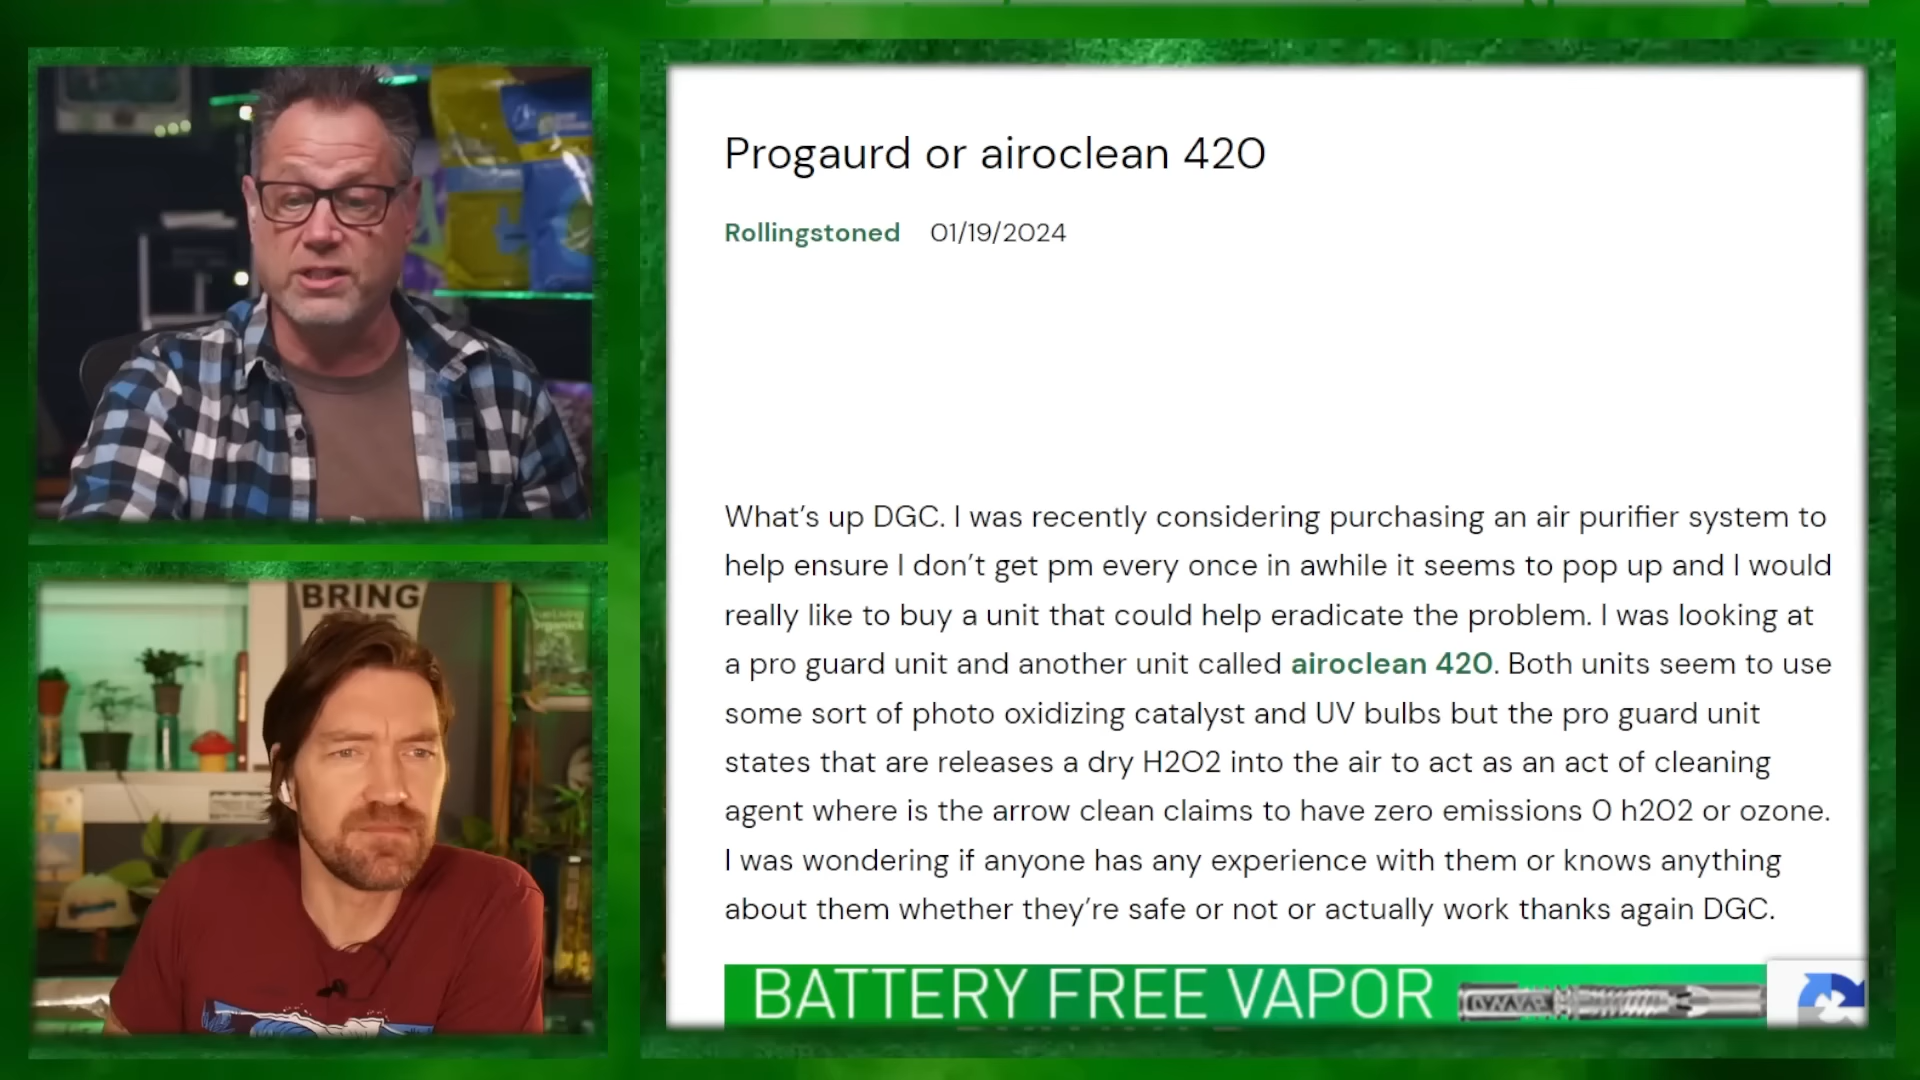 Progaurd or airoclean 420
Rollingstoned 01/19/2024
What's up DGC. I was recently considering purchasing an air purifier system to
help ensure I don't get pm every once in awhile it seems to pop up and I would
really like to buy a unit that could help eradicate the problem. I was looking at
a pro guard unit and another unit called airoclean 420. Both units seem to use
some sort of photo oxidizing catalyst and UV bulbs but the pro guard unit
states that are releases a dry H2O2 into the air to act as an act of cleaning
agent where is the arrow clean claims to have zero emissions 0 h2O2 or ozone.
I was wondering if anyone has any experience with them or knows anything
about them whether they're safe or not or actually work thanks again DGC.
BATTERY FREE VAPOR
BRING
organics